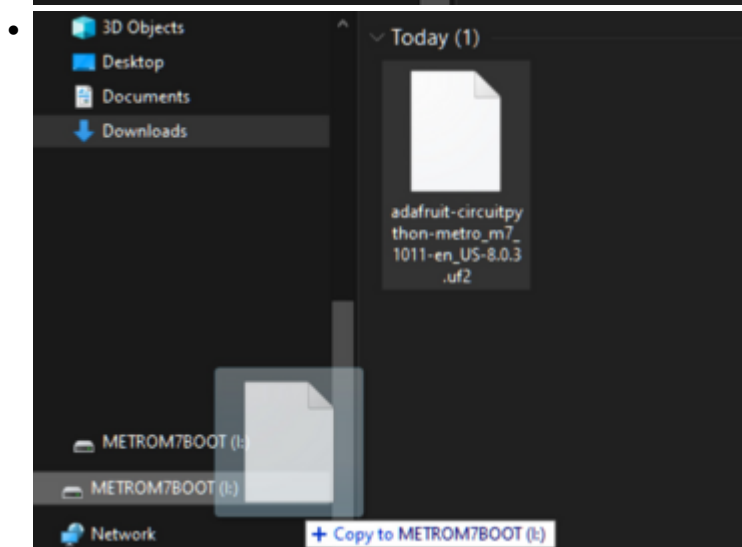 3D Objects
Desktop
Documents
Downloads
Today (1)
adafruit-circuitpy
thon-metro_m7_
1011-en_US-8.0.3
.uf2
METROM7BOOT (I:)
METROM7BOOT (I:)
Network
+ Copy to METROM7BOOT (I:)